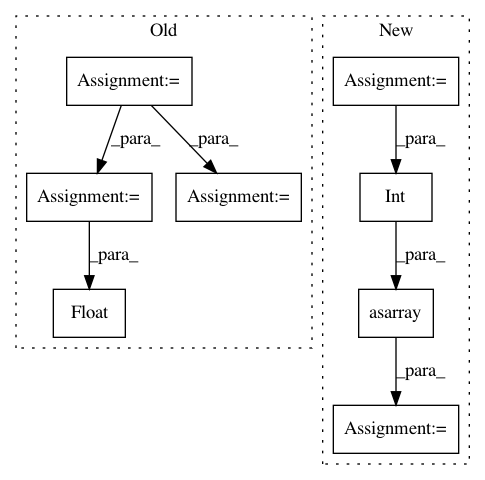 Old
New
Assignment:=
Assignment:=
_para_
_para_
_para_
Assignment:=
Assignment:=
Int
_para_
_para_
Float
asarray
_para_
Assignment:=